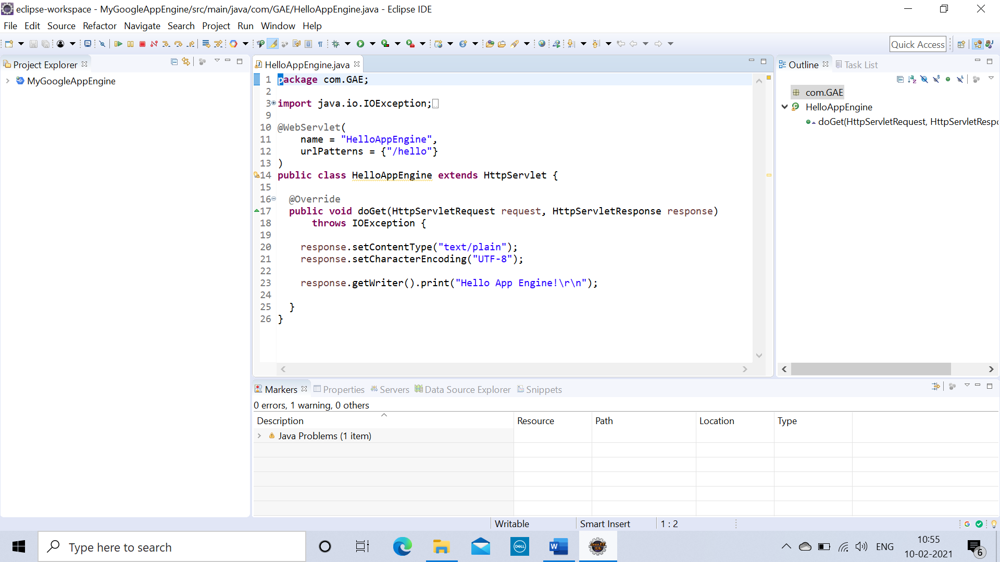 eclipse-workspace - MyGoogleAppEngine/src/main/java/com/GAE/HelloAppEngine.java - Eclipse IDE
File Edit Source Refactor Navigate Search Project Run Window Help
Quick Access
Project Explorer
MyGoogleAppEngine
HelloAppEngine.java
1 package com.GAE;
2
3 import java.io.IOException;
9
10 @WebServlet(
11 name = "HelloAppEngine",
12 urlPatterns = {"/hello"}
13 )
14 public class HelloAppEngine extends HttpServlet {
15
16 @Override
17 public void doGet(HttpServletRequest request, HttpServletResponse response)
18 throws IOException {
19
20 response.setContentType("text/plain");
21 response.setCharacterEncoding("UTF-8");
22
23 response.getWriter().print("Hello App Engine!\r\n");
24
25 }
26 }
Outline Task List
com.GAE
HelloAppEngine
doGet(HttpServletRequest, HttpServletRespo
Markers Properties Servers Data Source Explorer Snippets
0 errors, 1 warning, 0 others
Description Resource Path Location Type
Java Problems (1 item)
Writable Smart Insert 1 : 2
Type here to search
DELL
W
Java EE
IDE
ENG
10:55
10-02-2021
6